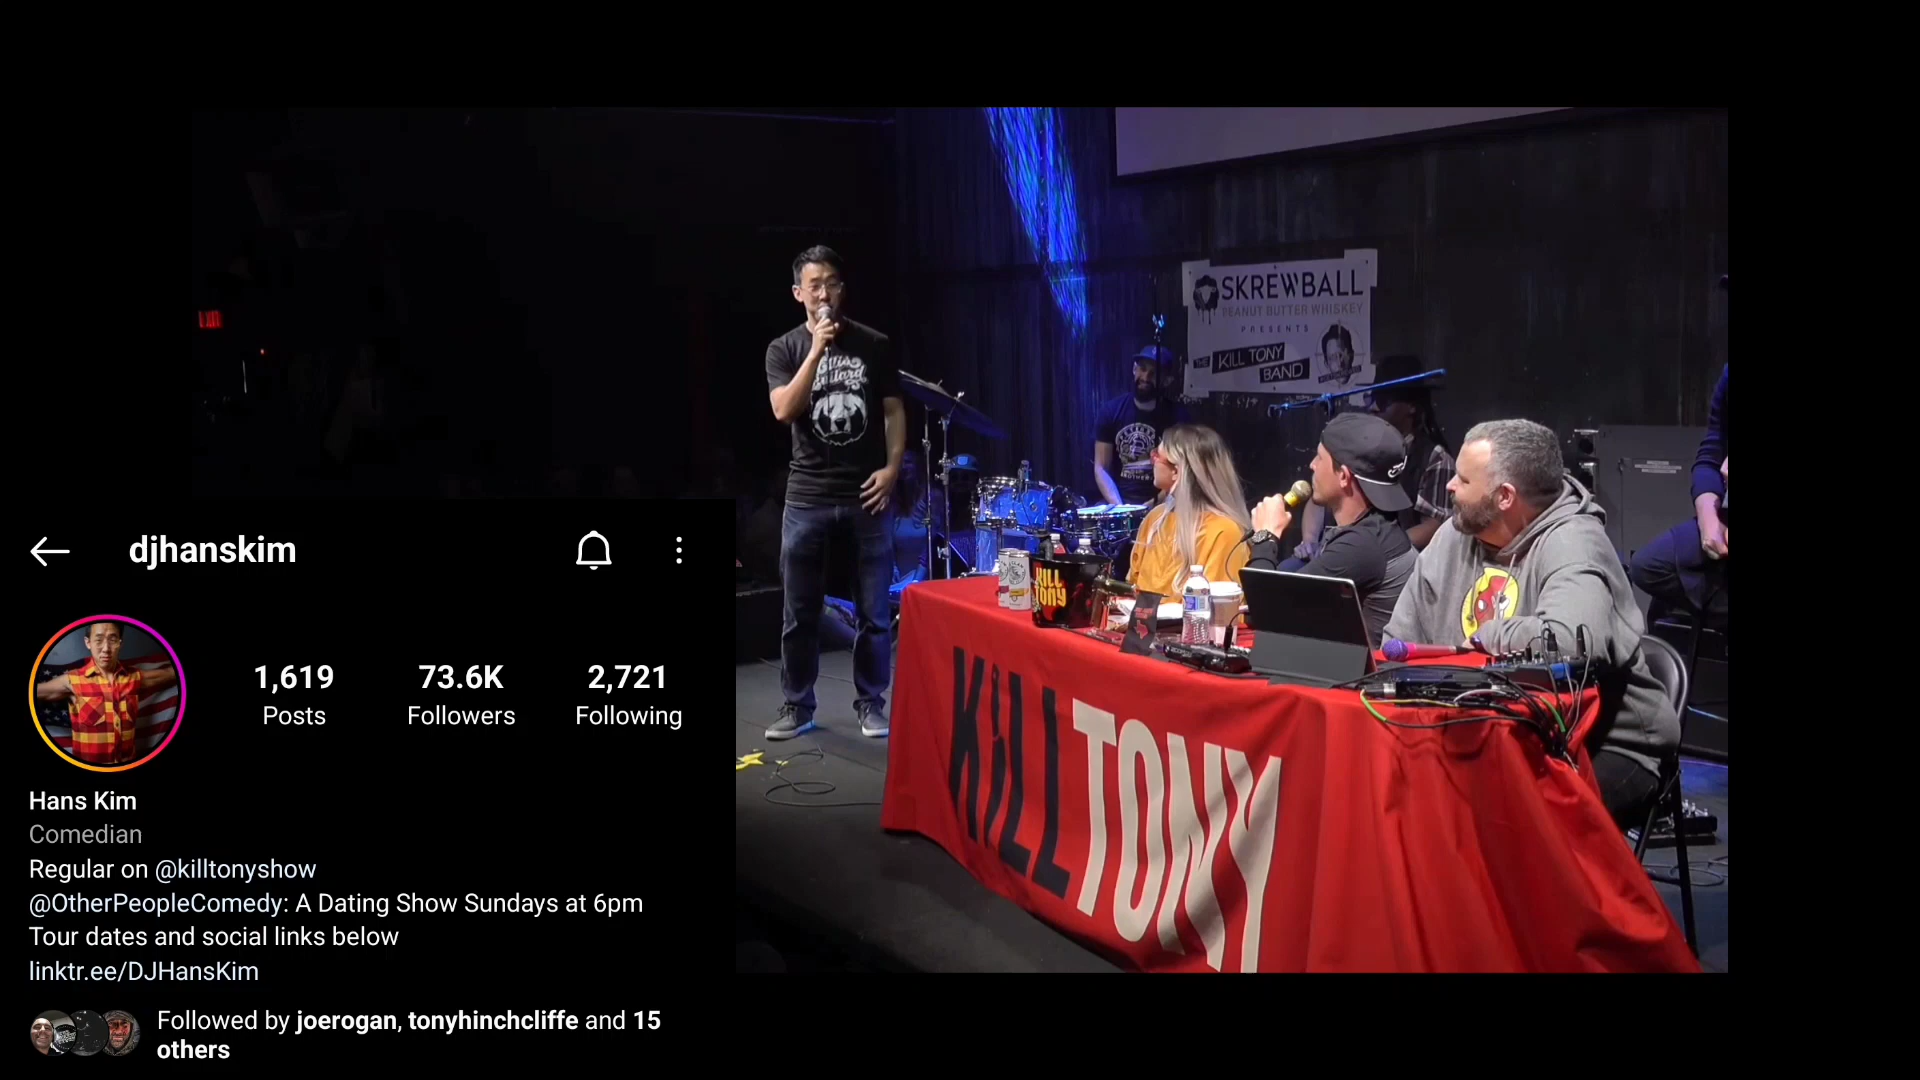 djhanskim
1,619
Posts
73.6K
Followers
2,721
Following
Hans Kim
Comedian
Regular on @killtonyshow
@OtherPeopleComedy: A Dating Show Sundays at 6pm
Tour dates and social links below
linktr.ee/DJHansKim
Followed by joerogan, tonyhinchcliffe and 15
others
EXIT
SKREWBALL
PEANUT BUTTER WHISKEY
PRESENTS
THE KILL TONY
BAND
KILL
TONY
KILL TONY